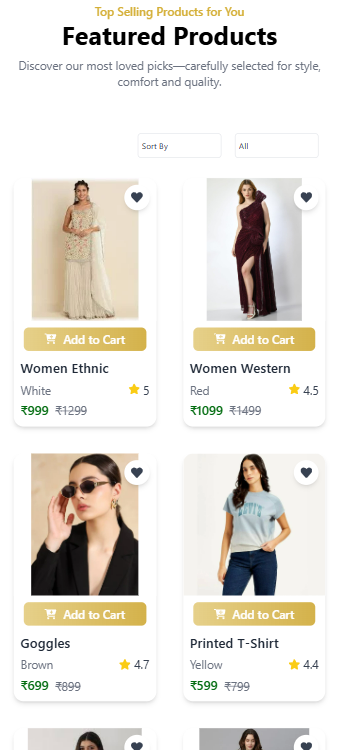 Top Selling Products for You
Featured Products
Discover our most loved picks—carefully selected for style,
comfort and quality.
Sort By
All
Add to Cart
Women Ethnic
White
5
₹999 ₹1299
Add to Cart
Women Western
Red
4.5
₹1099 ₹1499
Add to Cart
Goggles
Brown
4.7
₹699 ₹899
Add to Cart
Printed T-Shirt
Yellow
4.4
₹599 ₹799